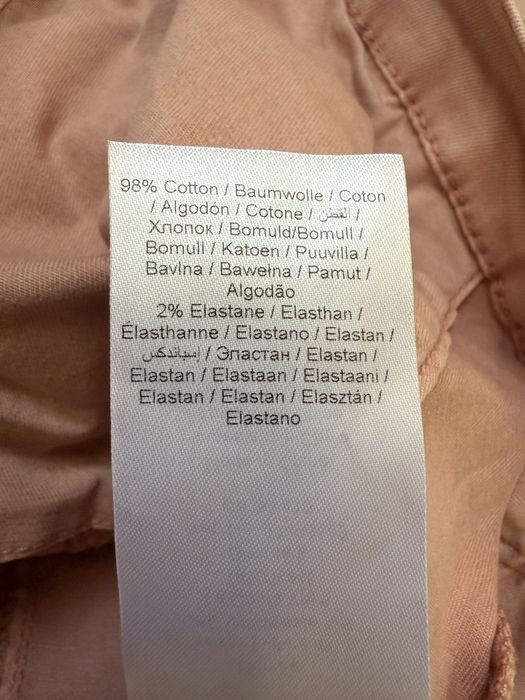 98% Cotton / Baumwolle / Coton
/ Algodón / Cotone / القطن /
Хлопок / Bomuld/Bomull /
Bomull / Katoen / Puuvilla /
Bavlna / Bawełna / Pamut /
Algodão
2% Elastane / Elasthan /
Élasthanne / Elastano / Elastan /
إسباندكس / Эластан / Elastan /
Elastan / Elastaan / Elastaani /
Elastan / Elastan / Elasztán /
Elastano